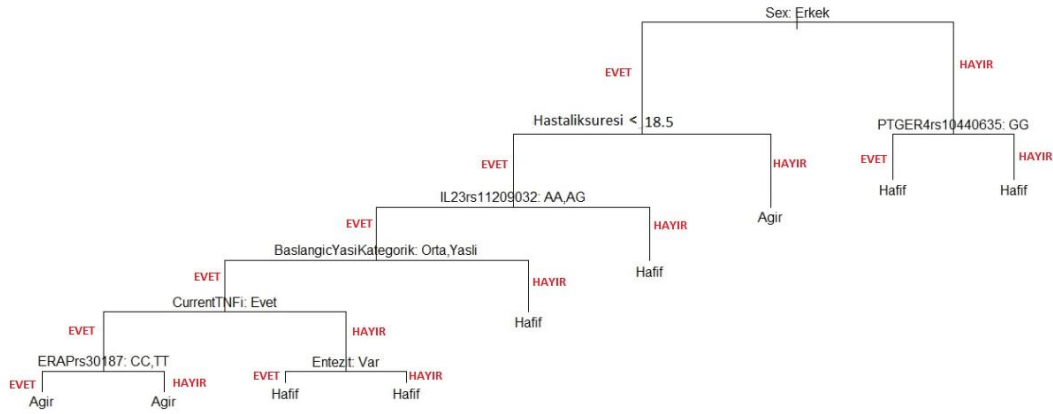 Sex: Erkek
EVET
HAYIR
Hastaliksuresi < 18.5
PTGER4rs10440635: GG
EVET
HAYIR
EVET
HAYIR
IL23rs11209032: AA,AG
Hafif
Hafif
EVET
HAYIR
Agir
BaslangicYasiKategorik: Orta,Yasli
Hafif
EVET
HAYIR
CurrentTNFi: Evet
Hafif
EVET
HAYIR
ERAPrs30187: CC,TT
Entezit: Var
EVET
HAYIR
EVET
HAYIR
Agir
Agir
Hafif
Hafif